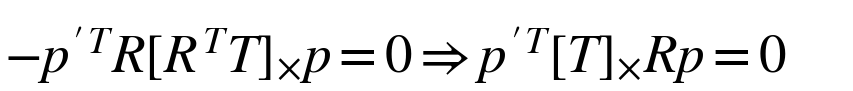 −p′ᵀR[RᵀT]ₓp = 0 ⇒ p′ᵀ[T]ₓRp = 0